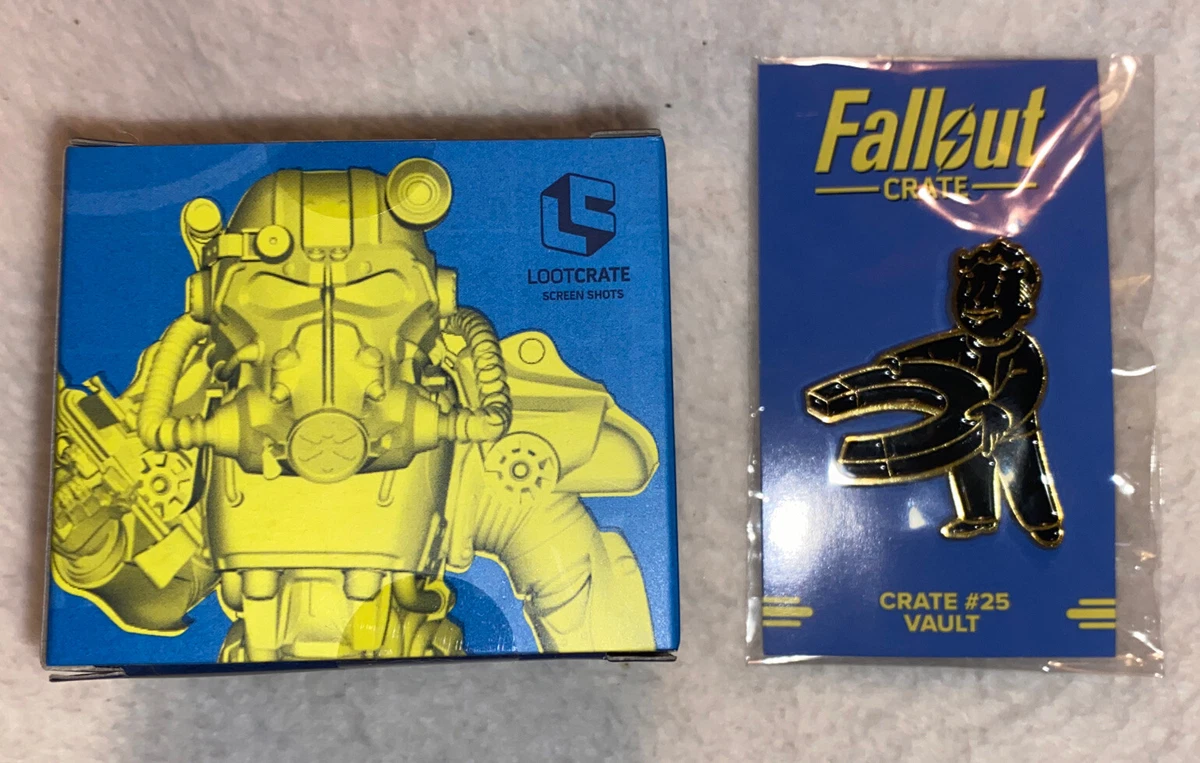 LOOTCRATE
SCREEN SHOTS
Fallout
CRATE
CRATE #25
VAULT